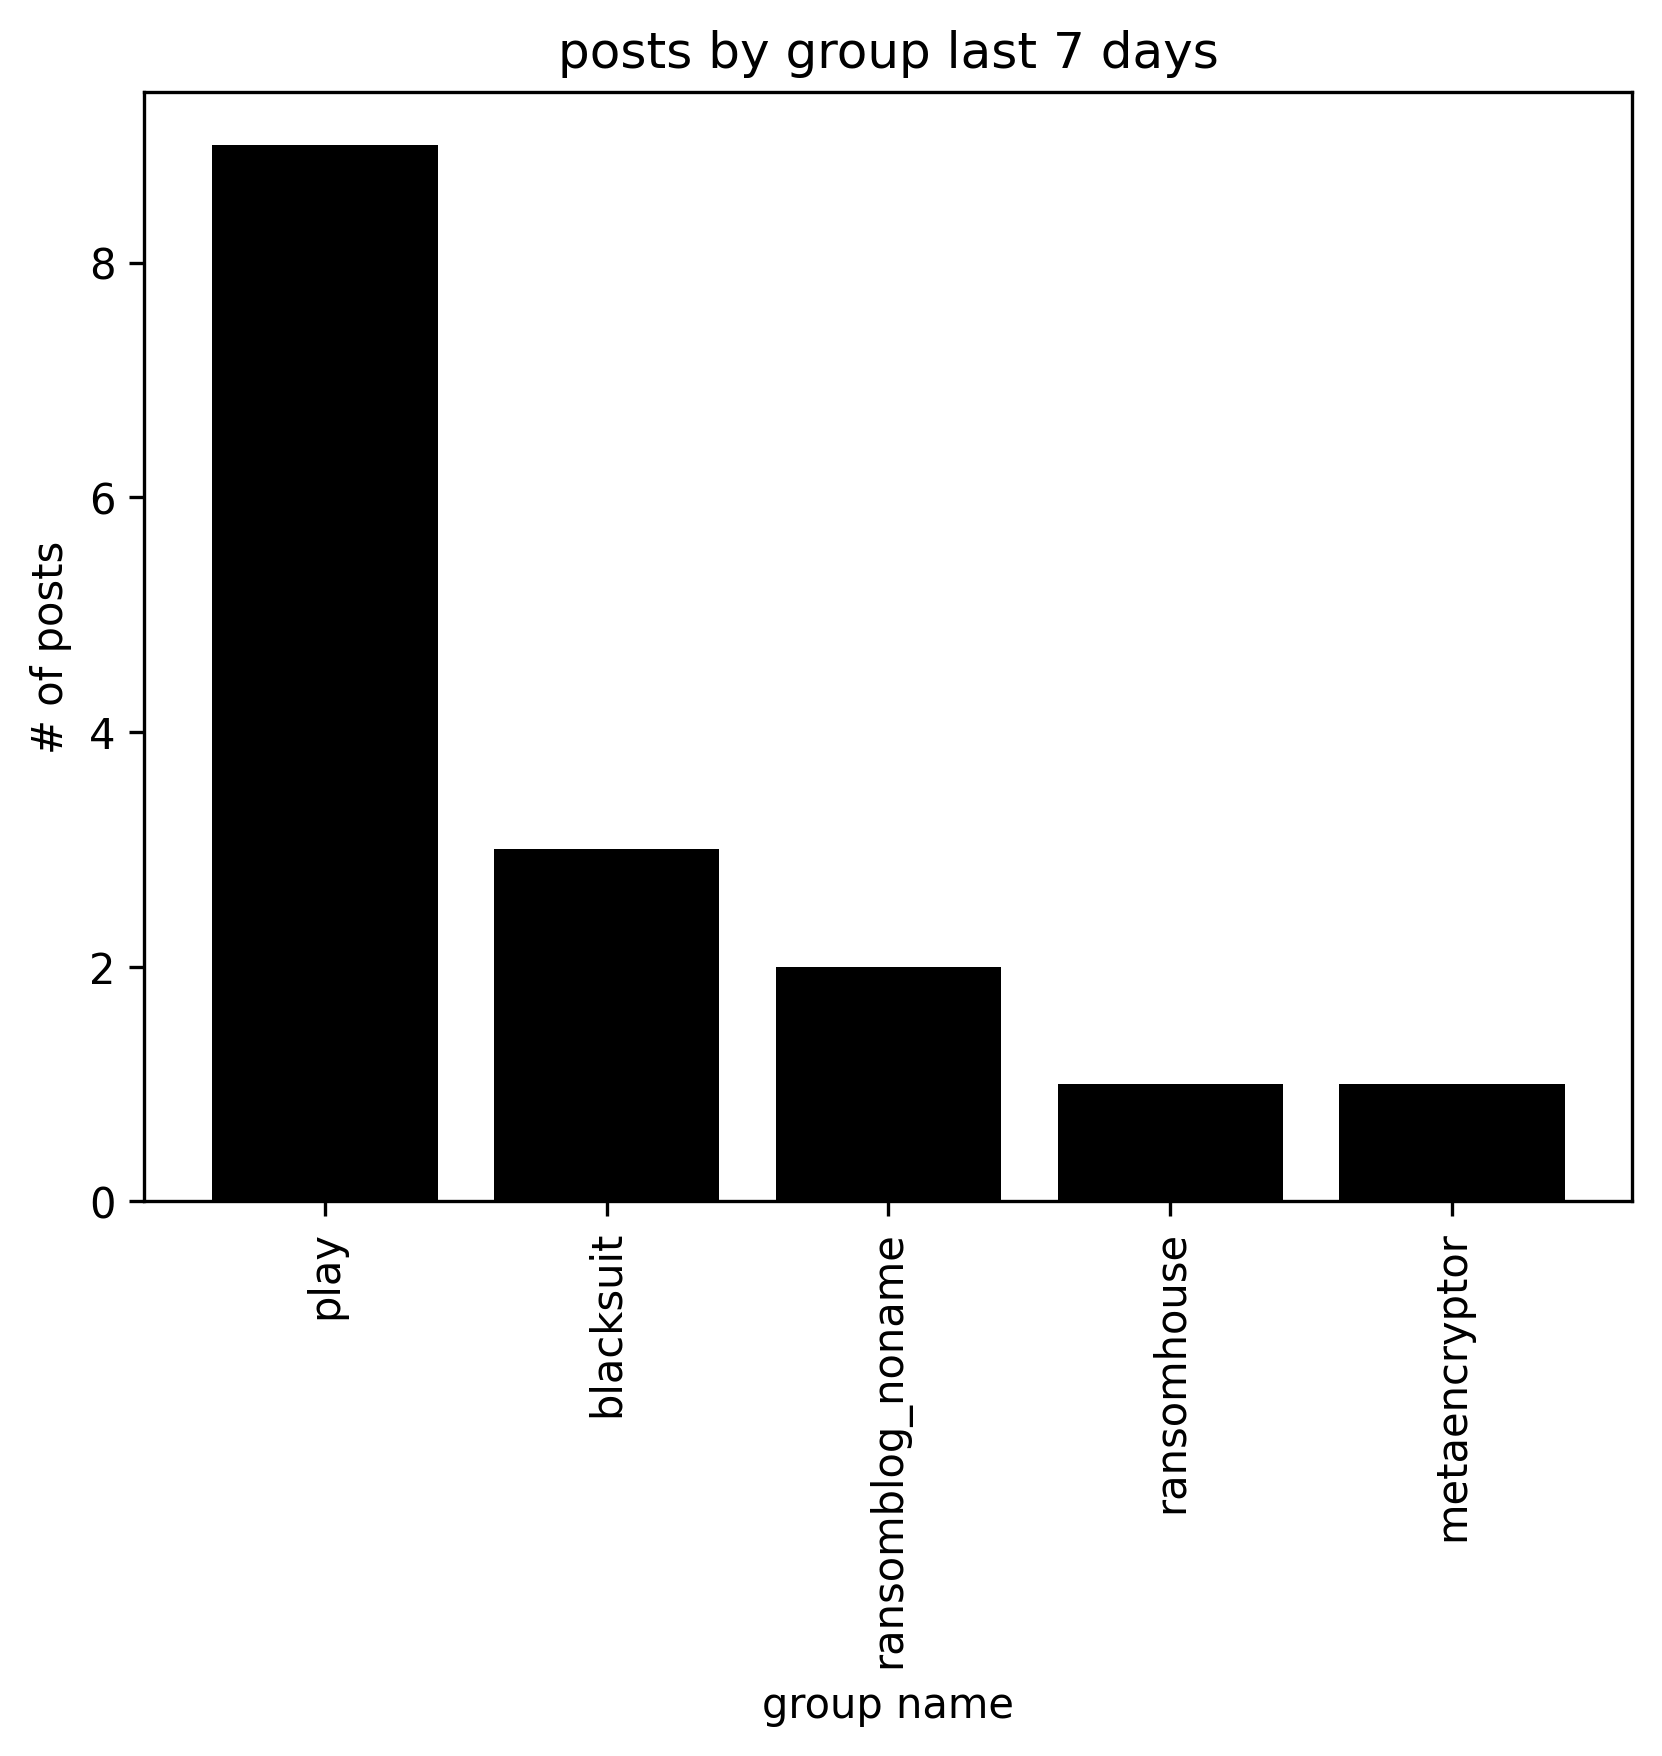 posts by group last 7 days
# of posts
8
6
4
2
0
play
blacksuit
ransomblog_noname
ransomhouse
metaencryptor
group name